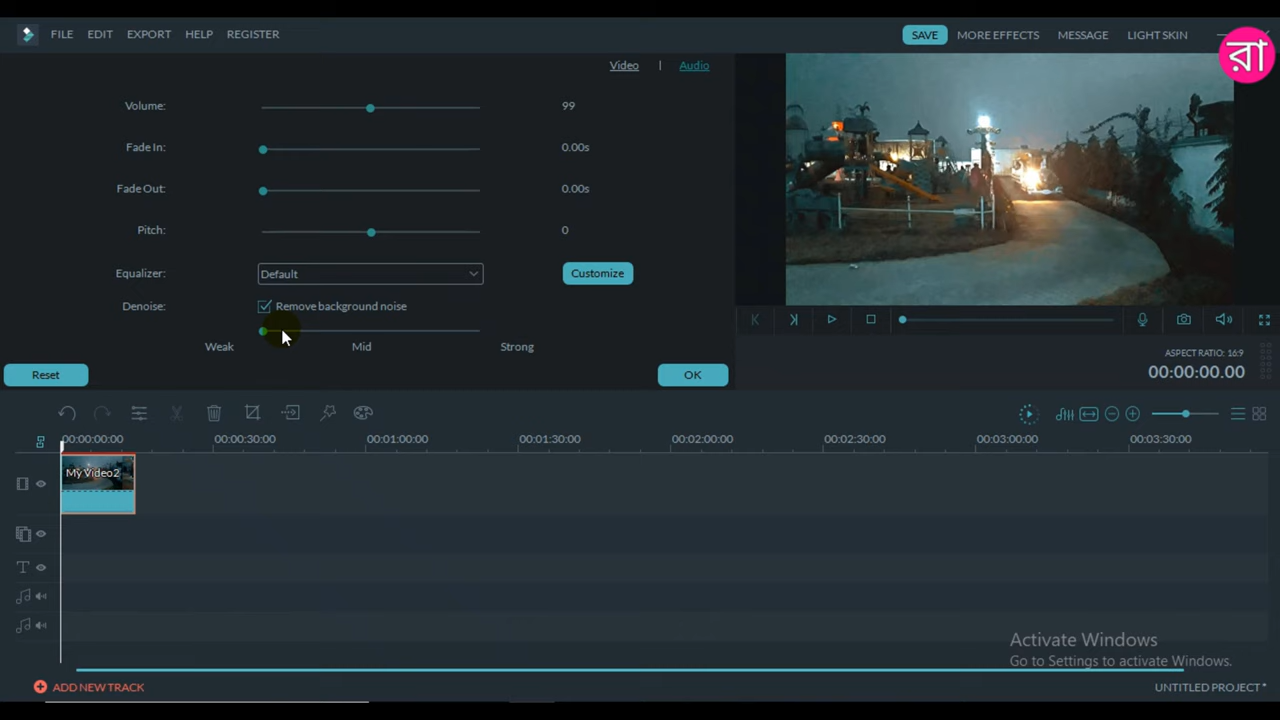 FILE EDIT EXPORT HELP REGISTER SAVE MORE EFFECTS MESSAGE LIGHT SKIN
রা
Video | Audio
Volume: 99
Fade In: 0.00s
Fade Out: 0.00s
Pitch: 0
Equalizer: Default Customize
Denoise: Remove background noise
Weak Mid Strong
Reset OK
ASPECT RATIO: 16:9
00:00:00.00
00:00:00:00 00:00:30:00 00:01:00:00 00:01:30:00 00:02:00:00 00:02:30:00 00:03:00:00 00:03:30:00
My Video2
T
Activate Windows
Go to Settings to activate Windows.
ADD NEW TRACK UNTITLED PROJECT *